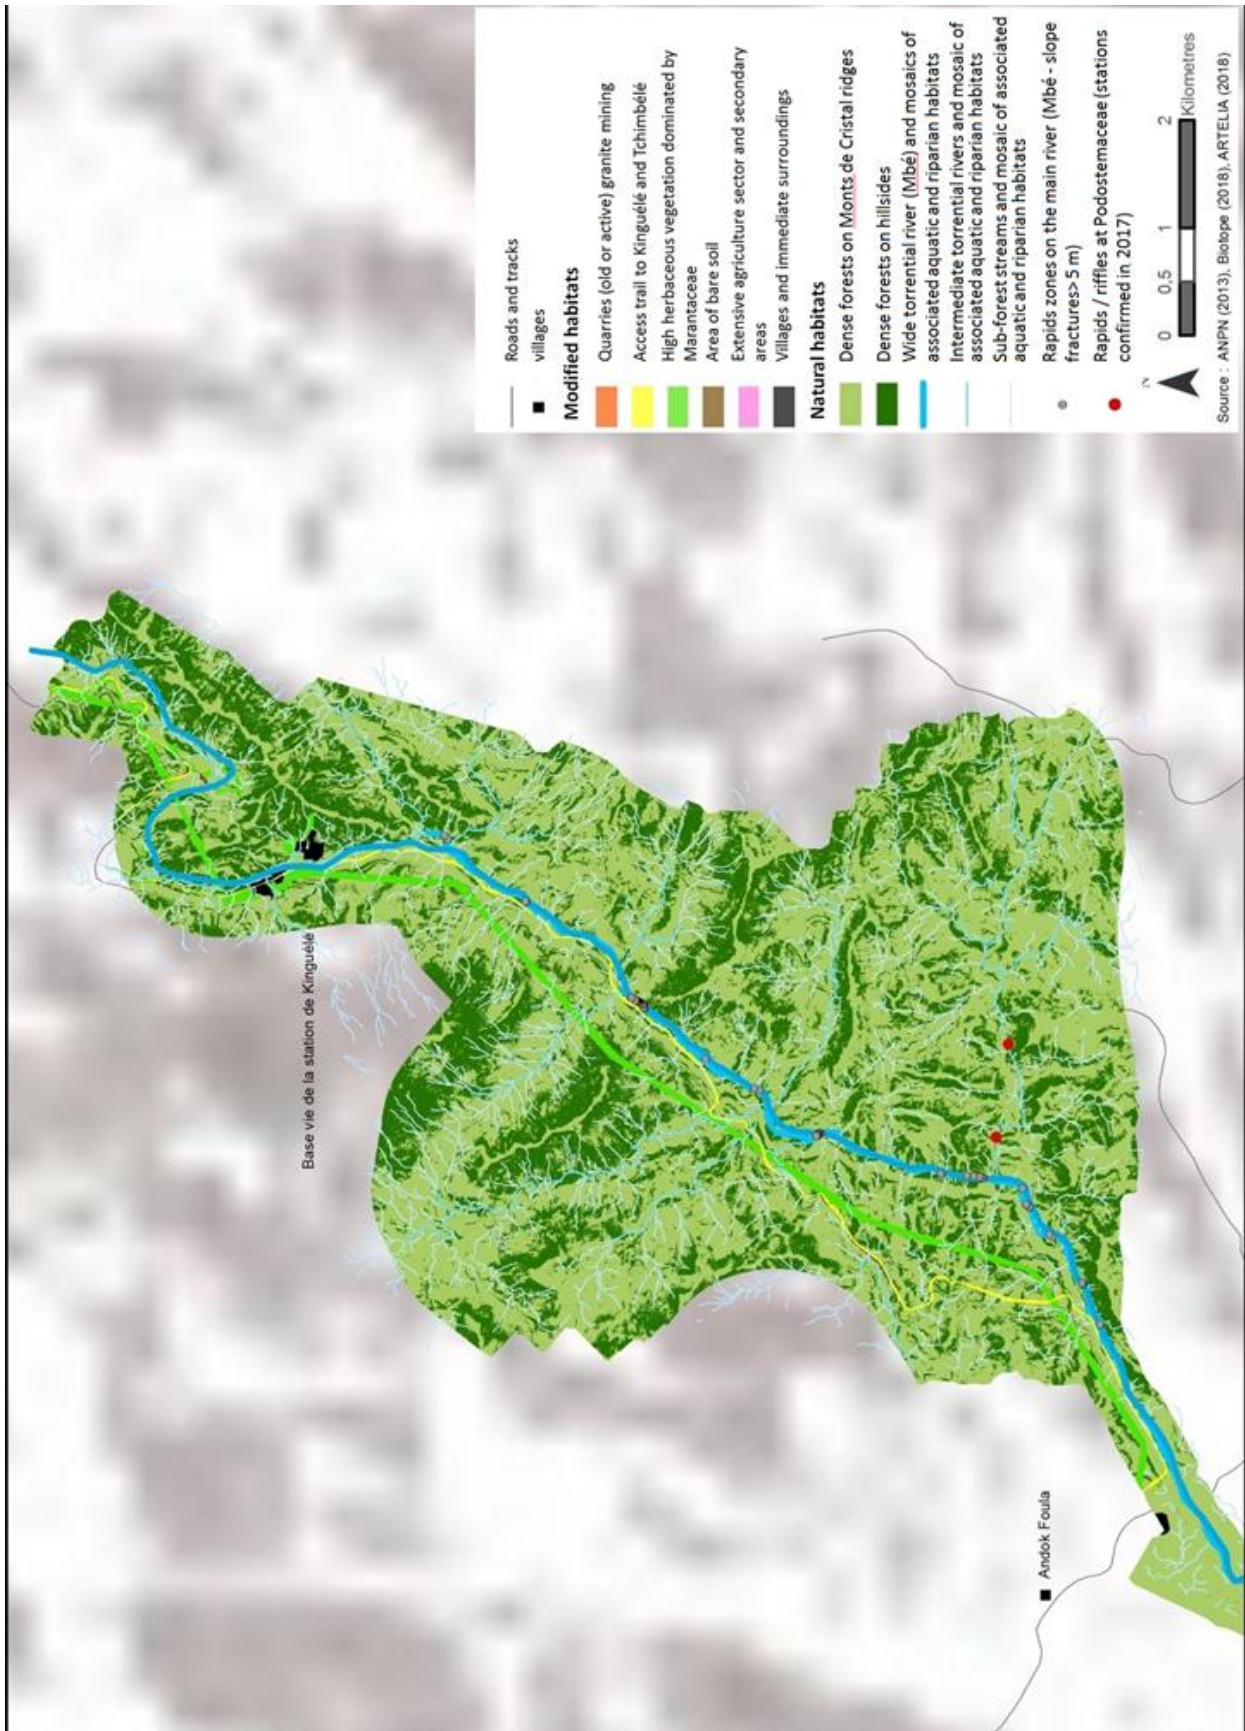 Roads and tracks
villages
Modified habitats
Quarries (old or active) granite mining
Access trail to Kinguélé and Tchimbélé
High herbaceous vegetation dominated by
Marantaceae
Area of bare soil
Extensive agriculture sector and secondary
areas
Villages and immediate surroundings
Natural habitats
Dense forests on Monts de Cristal ridges
Dense forests on hillsides
Wide torrential river (Mbé) and mosaics of
associated aquatic and riparian habitats
Intermediate torrential rivers and mosaic of
associated aquatic and riparian habitats
Sub-forest streams and mosaic of associated
aquatic and riparian habitats
Rapids zones on the main river (Mbé - slope
fractures> 5 m)
Rapids / riffles at Podostemaceae (stations
confirmed in 2017)
N
0 0.5 1 2
Kilometres
Source : ANPN (2013), Biotope (2018), ARTELIA (2018)
Base vie de la station de Kinguélé
Andok Foula